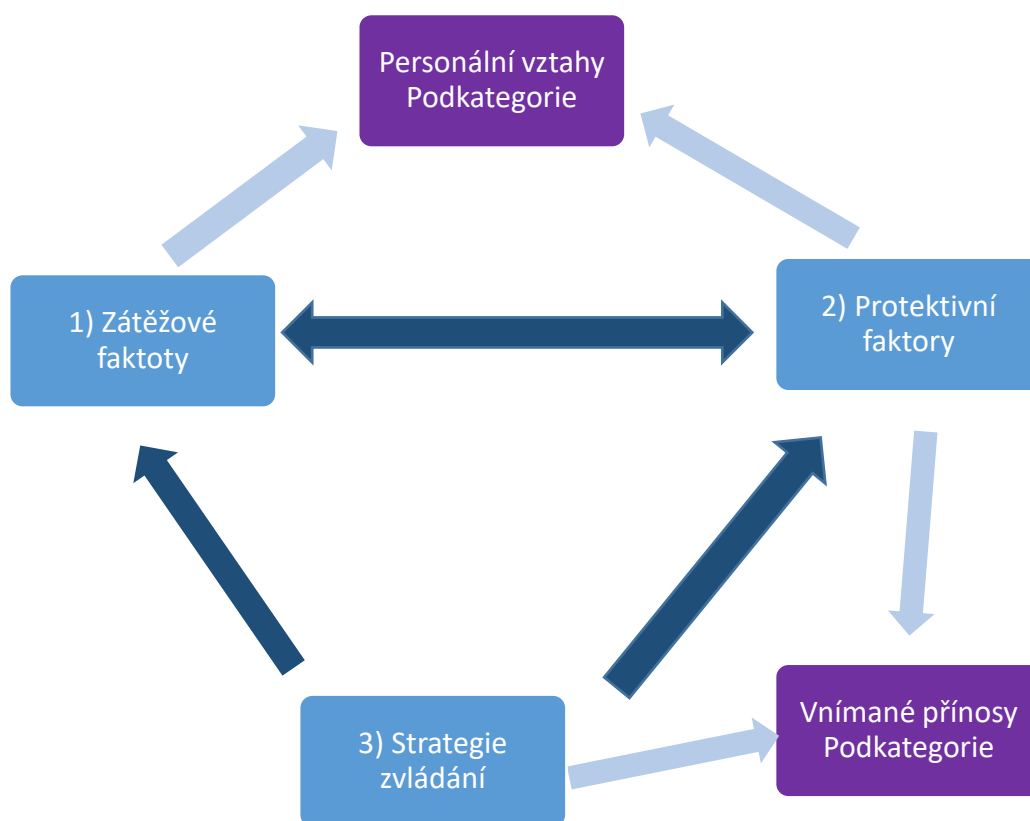 Personální vztahy
Podkategorie
1) Zátěžové
faktoty
2) Protektivní
faktory
3) Strategie
zvládání
Vnímané přínosy
Podkategorie